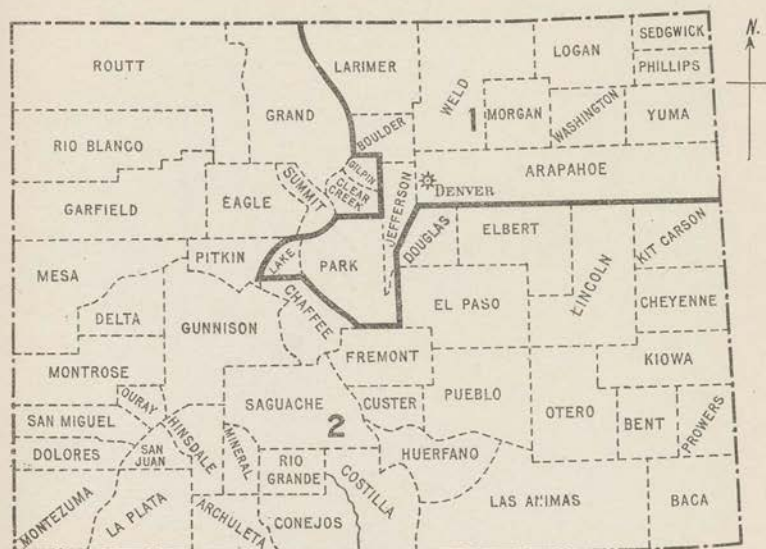 ROUTT
LARIMER
LOGAN
SEDGWICK
PHILLIPS
N.
GRAND
WELD
1
MORGAN
WASHINGTON
YUMA
RIO BLANCO
BOULDER
GILPIN
CLEAR
CREEK
ARAPAHOE
JEFFERSON
DENVER
SUMMIT
EAGLE
GARFIELD
PITKIN
LAKE
PARK
DOUGLAS
ELBERT
LINCOLN
KIT CARSON
MESA
DELTA
GUNNISON
CHAFFEE
EL PASO
CHEYENNE
MONTROSE
FREMONT
KIOWA
OURAY
SAN MIGUEL
HINSDALE
SAGUACHE
2
CUSTER
PUEBLO
OTERO
BENT
PROWERS
DOLORES
SAN
JUAN
MINERAL
RIO
GRANDE
COSTILLA
HUERFANO
MONTEZUMA
LA PLATA
ARCHULETA
CONEJOS
LAS ANIMAS
BACA